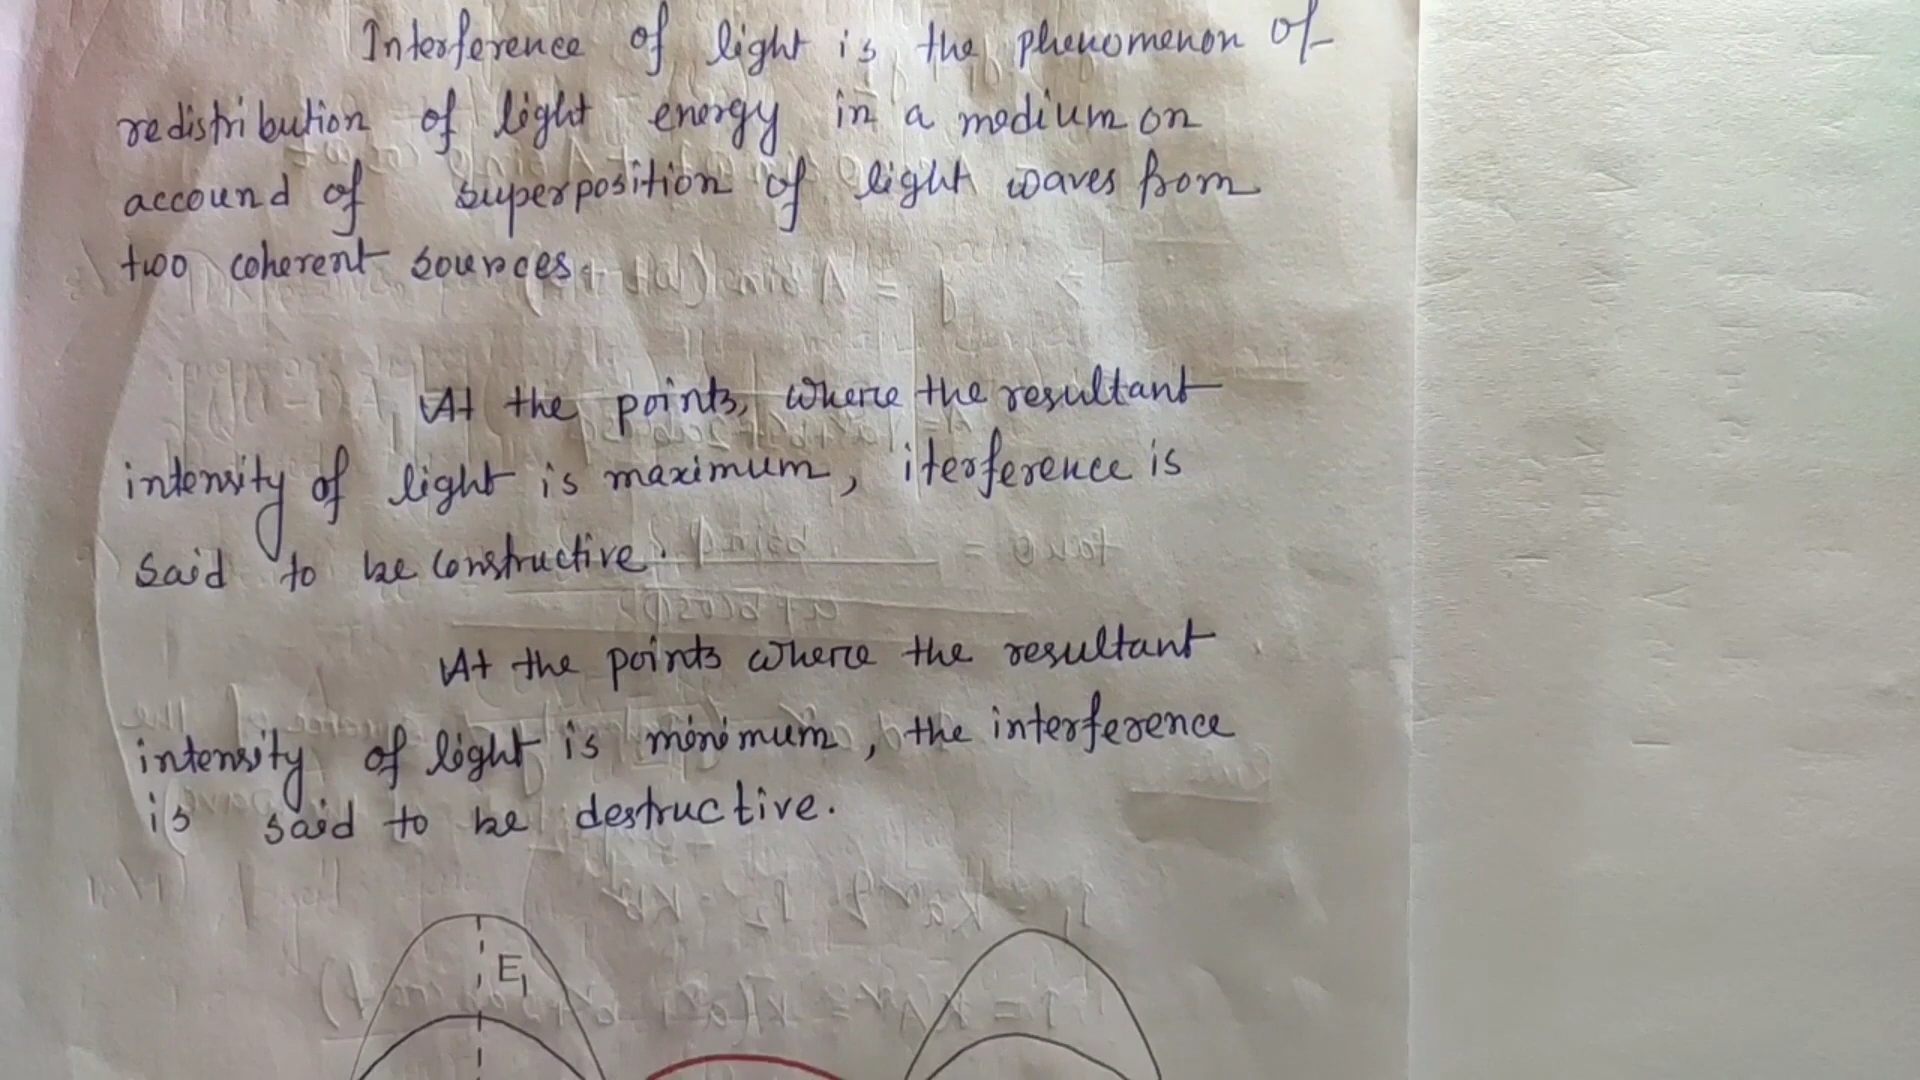 Interference of light is the phenomenon of
redistribution of light energy in a medium on
accound of superposition of light waves from
two coherent sources.
At the points, where the resultant
intensity of light is maximum, iterference is
said to be constructive.
At the points where the resultant
intensity of light is minimum, the interference
is said to be destructive.
E1